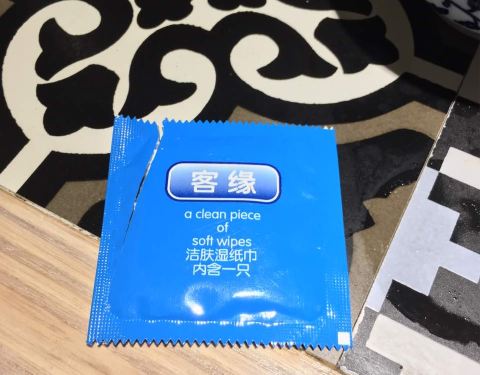 客缘
a clean piece
of
soft wipes
洁肤湿纸巾
内含一只